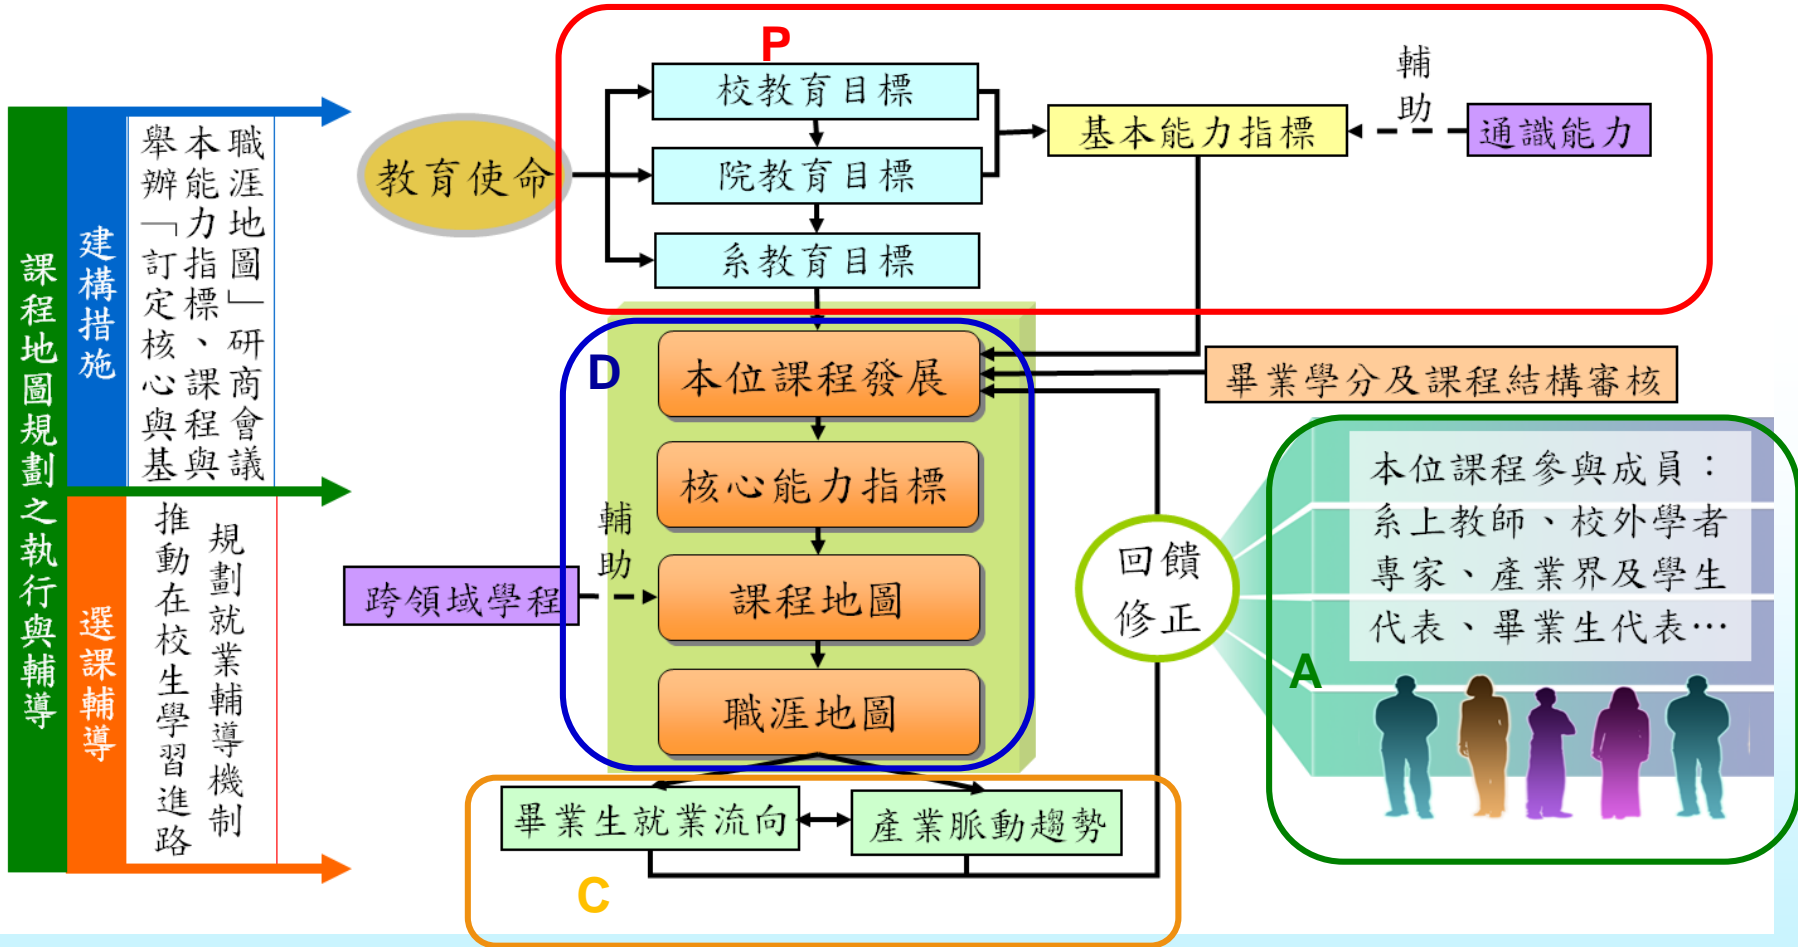 課程地圖規劃之執行與輔導
建構措施
舉辦「訂定核心與基
本能力指標、課程與
職涯地圖」研商會議
選課輔導
推動在校生學習進路
規劃就業輔導機制
教育使命
P
校教育目標
院教育目標
系教育目標
基本能力指標
輔助
通識能力
D
本位課程發展
核心能力指標
課程地圖
職涯地圖
輔助
跨領域學程
畢業學分及課程結構審核
回饋
修正
本位課程參與成員：
系上教師、校外學者
專家、產業界及學生
代表、畢業生代表…
A
畢業生就業流向
產業脈動趨勢
C